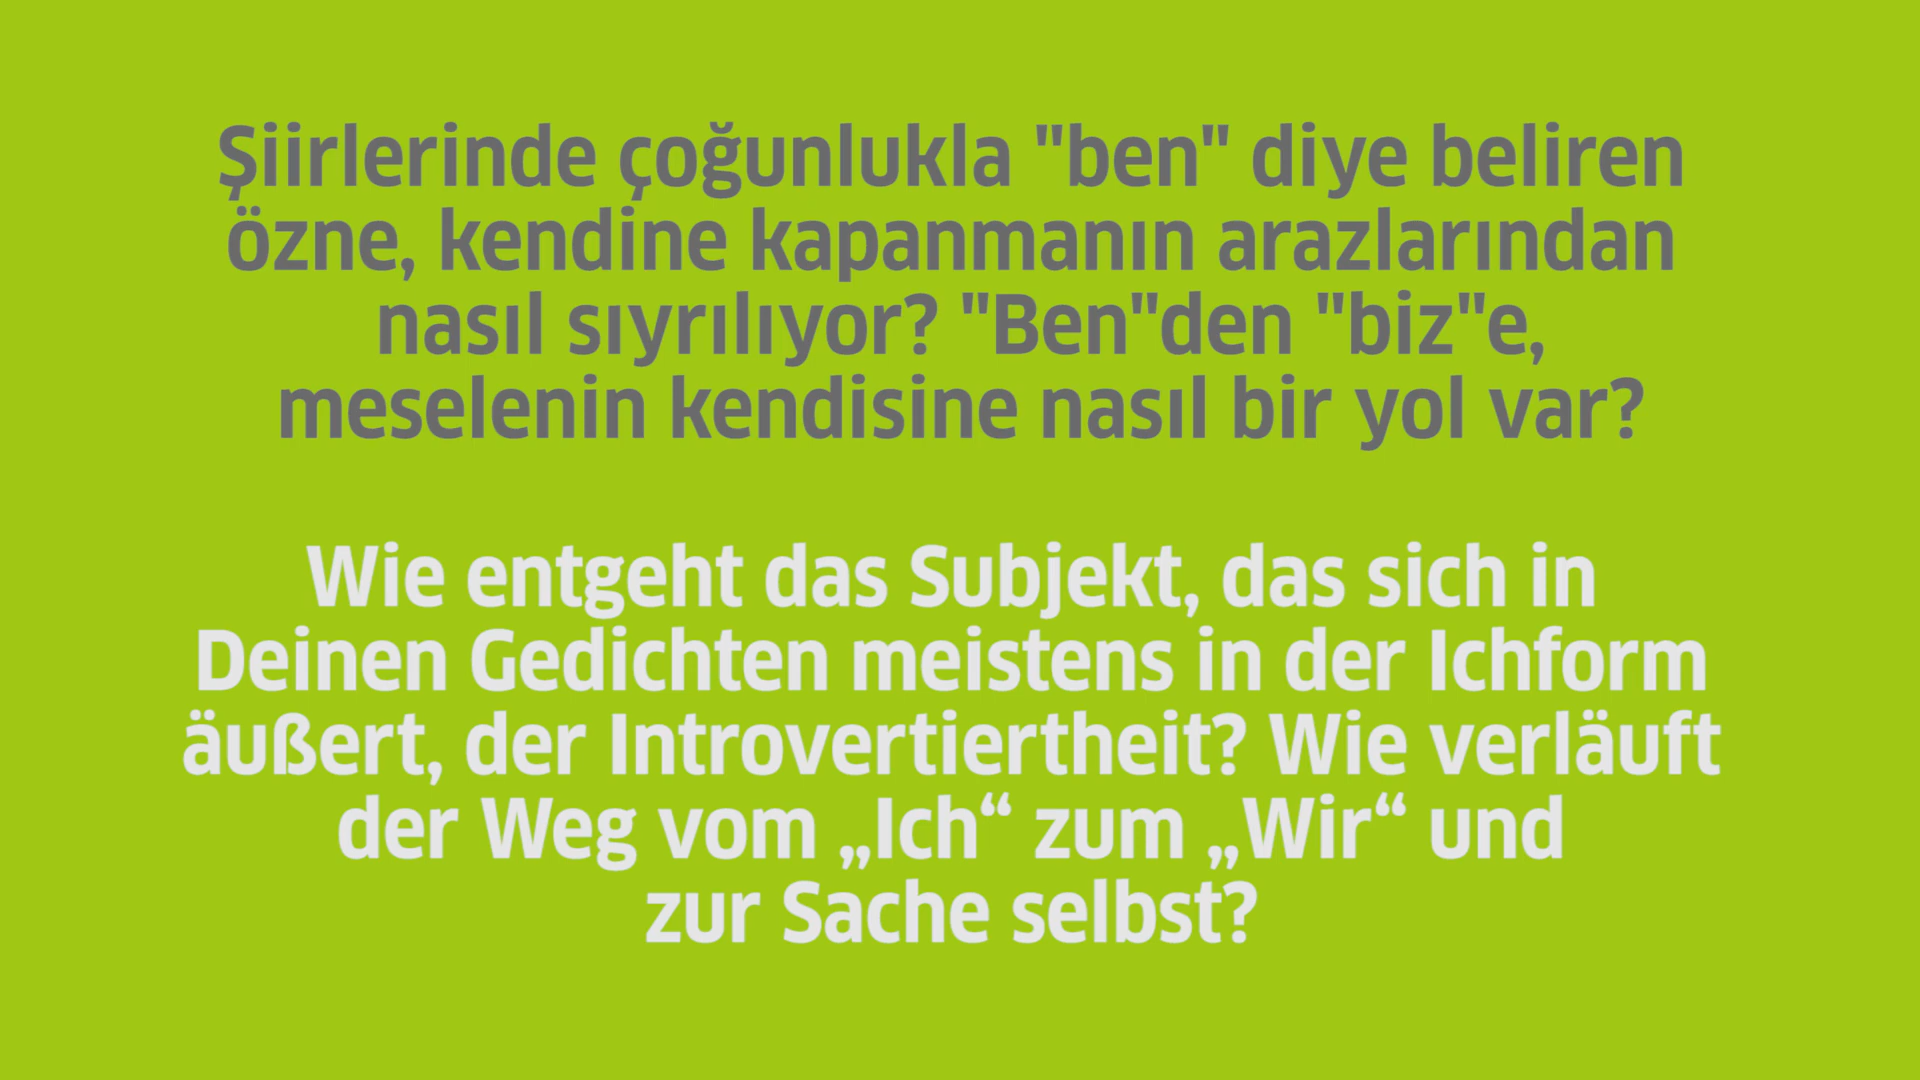 Şiirlerinde çoğunlukla "ben" diye beliren
özne, kendine kapanmanın arazlarından
nasıl sıyrılıyor? "Ben"den "biz"e,
meselenin kendisine nasıl bir yol var?
Wie entgeht das Subjekt, das sich in
Deinen Gedichten meistens in der Ichform
äußert, der Introvertiertheit? Wie verläuft
der Weg vom „Ich“ zum „Wir“ und
zur Sache selbst?